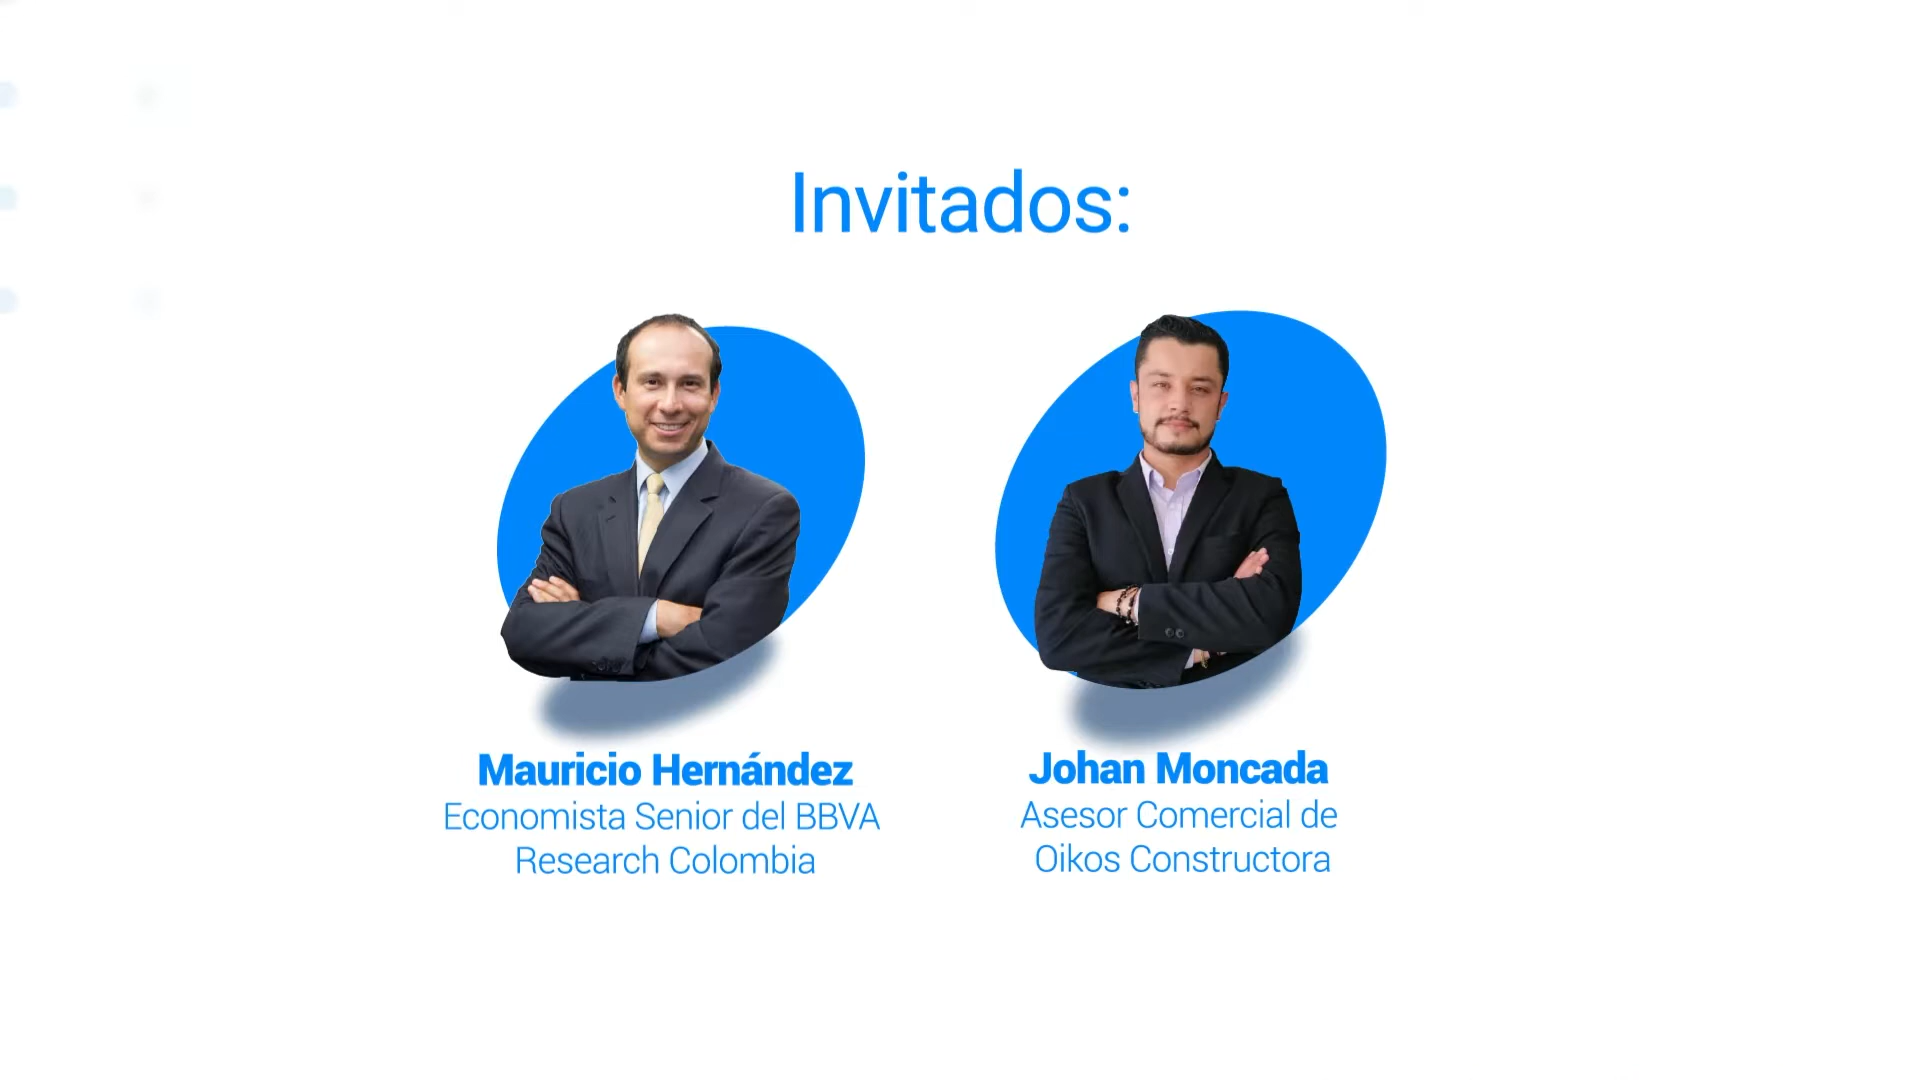 Invitados:
Mauricio Hernández
Economista Senior del BBVA
Research Colombia
Johan Moncada
Asesor Comercial de
Oikos Constructora